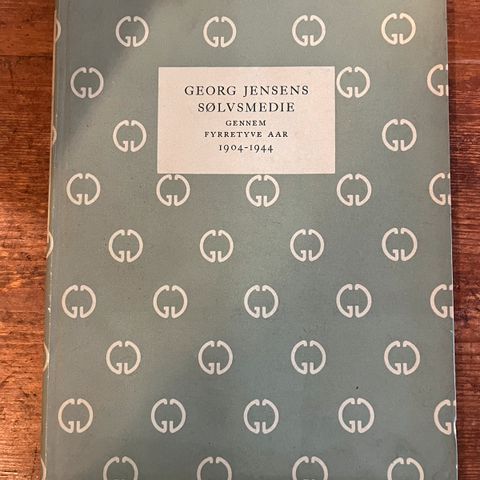 GEORG JENSENS
SØLVSMEDIE
GENNEM
FYRRETYVE AAR
1904-1944